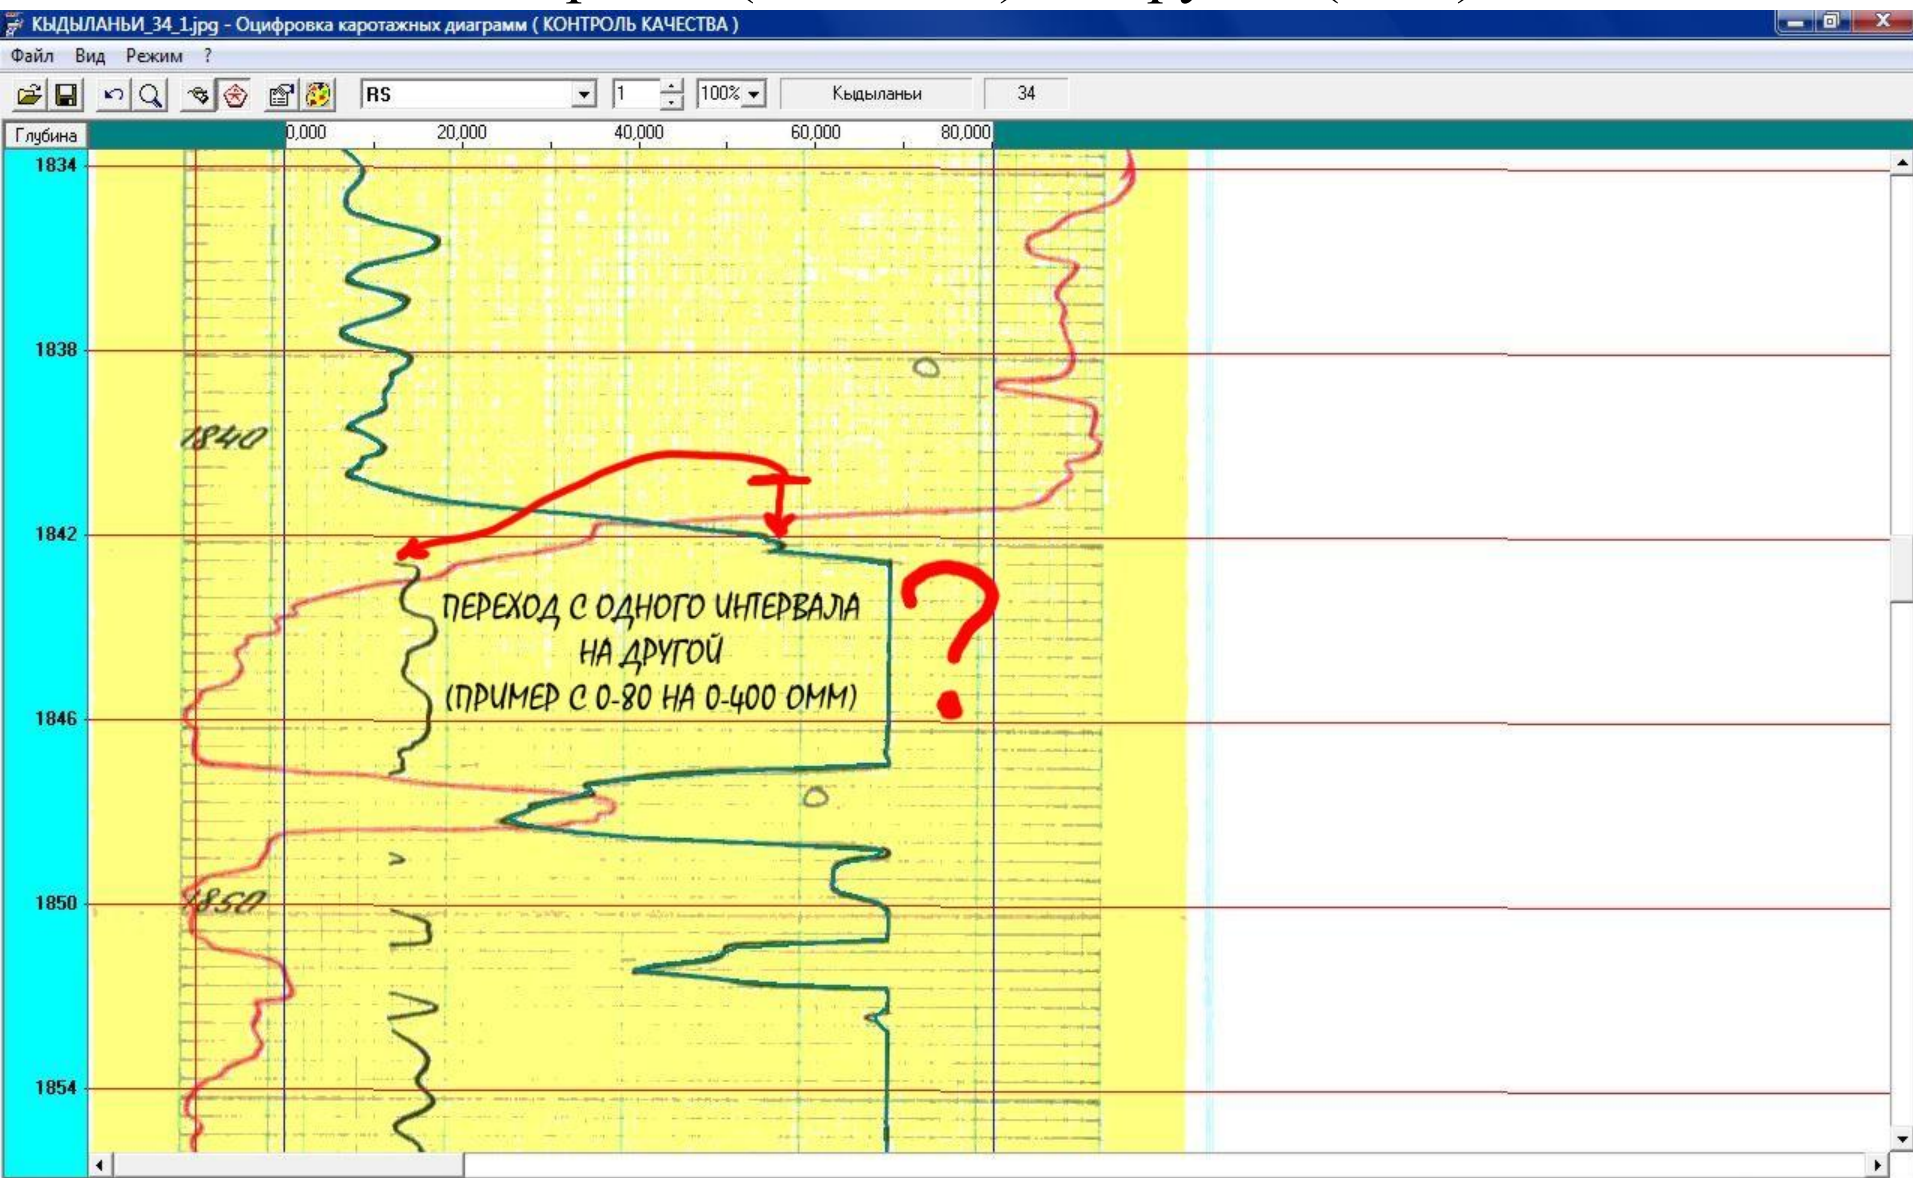 КЫДЫЛАНЬИ_34_1.jpg - Оцифровка каротажных диаграмм ( КОНТРОЛЬ КАЧЕСТВА )
Файл Вид Режим ?
RS 1 100% Кыдыланьи 34
Глубина 0,000 20,000 40,000 60,000 80,000
1834
1838
1840
1842
ПЕРЕХОД С ОДНОГО ИНТЕРВАЛА
НА ДРУГОЙ
(ПРИМЕР С 0-80 НА 0-400 ОММ)
?
1846
1850
1850
1854